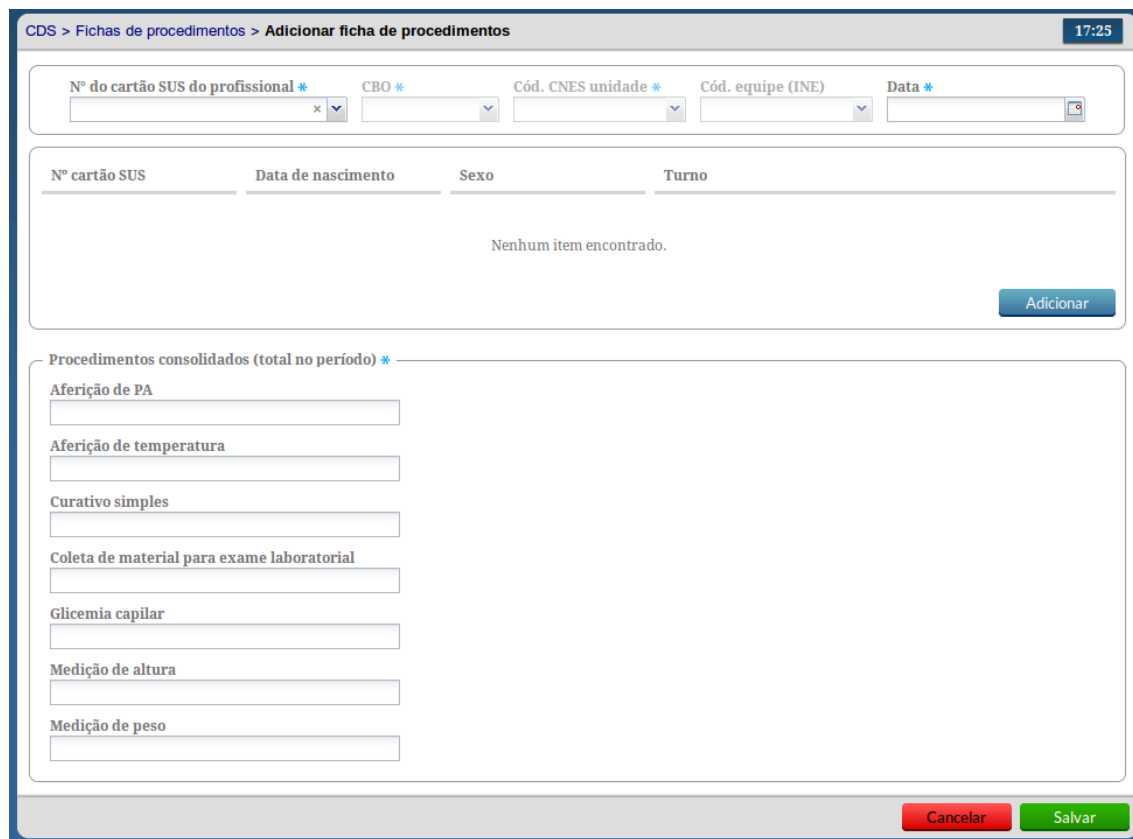 CDS > Fichas de procedimentos > Adicionar ficha de procedimentos 17:25
Nº do cartão SUS do profissional * CBO * Cód. CNES unidade * Cód. equipe (INE) Data *
Nº cartão SUS Data de nascimento Sexo Turno
Nenhum item encontrado.
Adicionar
Procedimentos consolidados (total no período) *
Aferição de PA
Aferição de temperatura
Curativo simples
Coleta de material para exame laboratorial
Glicemia capilar
Medição de altura
Medição de peso
Cancelar Salvar